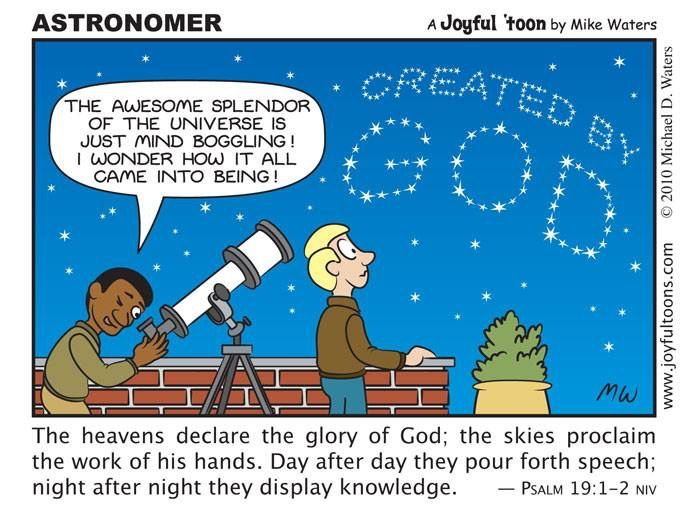 ASTRONOMER
A Joyful 'toon by Mike Waters
THE AWESOME SPLENDOR
OF THE UNIVERSE IS
JUST MIND BOGGLING!
I WONDER HOW IT ALL
CAME INTO BEING!
CREATED BY
GOD
MW
www.joyfultoons.com © 2010 Michael D. Waters
The heavens declare the glory of God; the skies proclaim
the work of his hands. Day after day they pour forth speech;
night after night they display knowledge. — PSALM 19:1–2 NIV